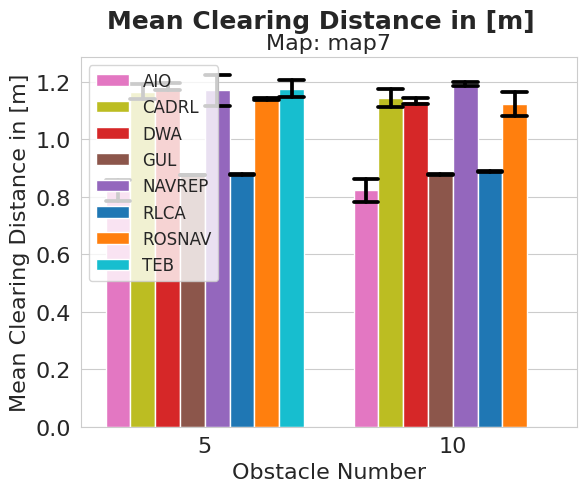 Mean Clearing Distance in [m]
Map: map7
Mean Clearing Distance in [m]
1.2
1.0
0.8
0.6
0.4
0.2
0.0
AIO
CADRL
DWA
GUL
NAVREP
RLCA
ROSNAV
TEB
5
10
Obstacle Number